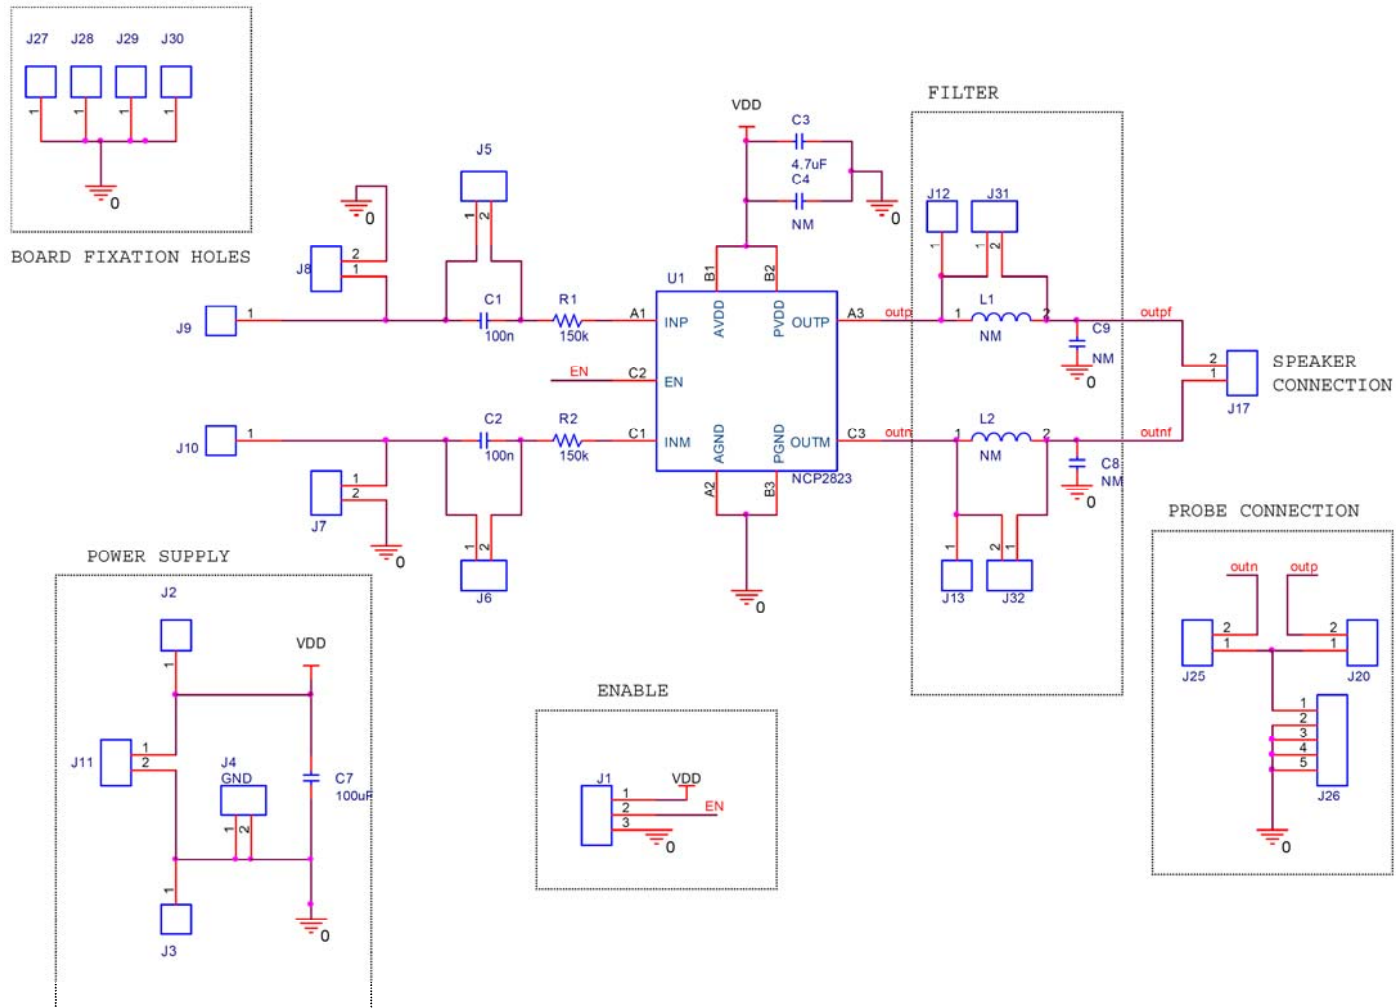 J27 J28 J29 J30
1 1 1 1
0
BOARD FIXATION HOLES
J5
1 2
0
J8
2
1
J9
1
C1
100n
R1
150k
A1
EN
C2
J10
1
C2
100n
R2
150k
C1
J7
1
2
0
1 2
J6
VDD
C3
4.7uF
C4
NM
0
B1 B2
U1
INP
AVDD
PVDD
OUTP
EN
INM
AGND
PGND
OUTM
NCP2823
A2 B3
0
A3
outp
C3
outn
FILTER
J12 J31
1 1 2
L1
1 2
NM
C9
NM
0
outpf
L2
1 2
NM
C8
NM
0
outnf
1 2 1
J13 J32
2
1
J17
SPEAKER
CONNECTION
POWER SUPPLY
J2
1
VDD
J11
1
2
J4
GND
1 2
C7
100uF
1
J3
0
ENABLE
J1
1
2
3
VDD
EN
0
PROBE CONNECTION
outn outp
2 2
1 1
J25 J20
1
2
3
4
5
J26
0